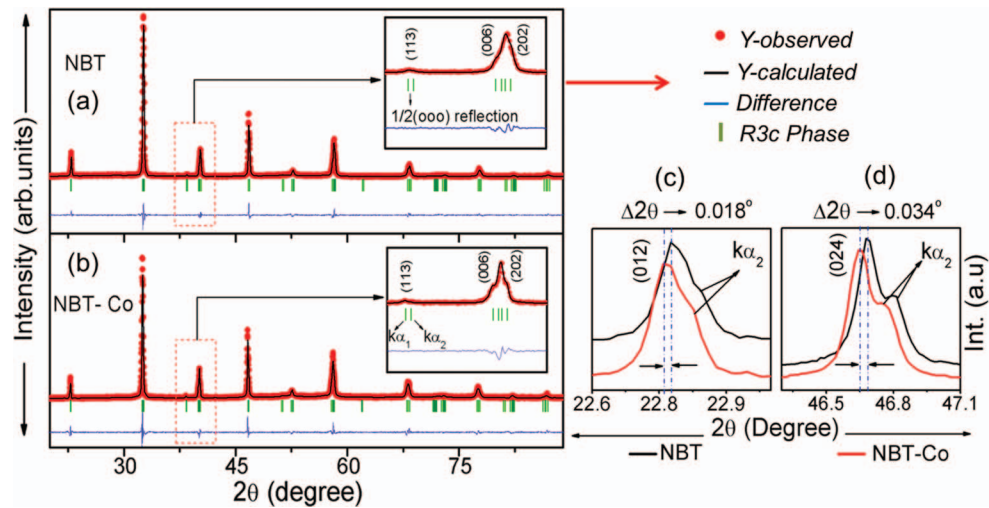 Intensity (arb.units)
NBT
(a)
(113)
(006)
(202)
1/2(ooo) reflection
Y-observed
Y-calculated
Difference
R3c Phase
(b)
NBT- Co
(113)
(006)
(202)
kα1
kα2
30 45 60 75
2θ (degree)
(c)
Δ2θ → 0.018°
(012)
kα2
22.6 22.8 22.9
(d)
Δ2θ → 0.034°
(024)
kα2
46.5 46.8 47.1
Int. (a.u)
2θ (Degree)
NBT
NBT-Co